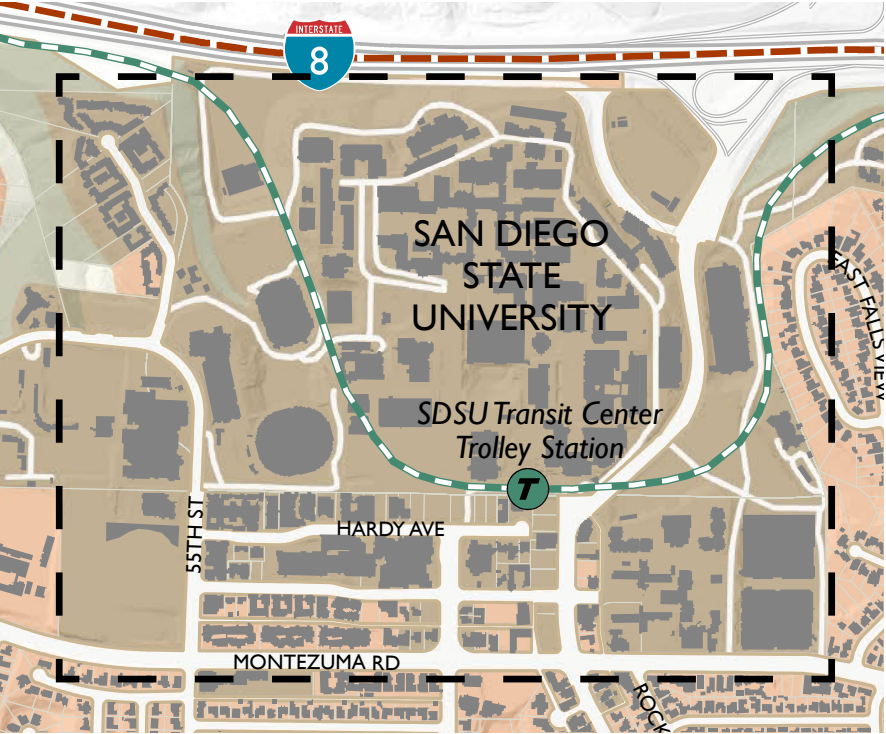 INTERSTATE
8
SAN DIEGO
STATE
UNIVERSITY
EAST FALLS VIEW
SDSU Transit Center
Trolley Station
T
55TH ST
HARDY AVE
MONTEZUMA RD
ROCK